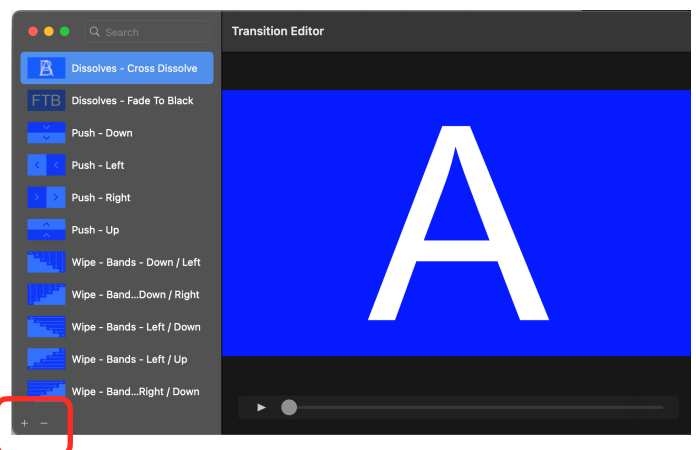 Search
Transition Editor
Dissolves - Cross Dissolve
FTB
Dissolves - Fade To Black
Push - Down
Push - Left
Push - Right
Push - Up
Wipe - Bands - Down / Left
Wipe - Band...Down / Right
Wipe - Bands - Left / Down
Wipe - Bands - Left / Up
Wipe - Band...Right / Down
A